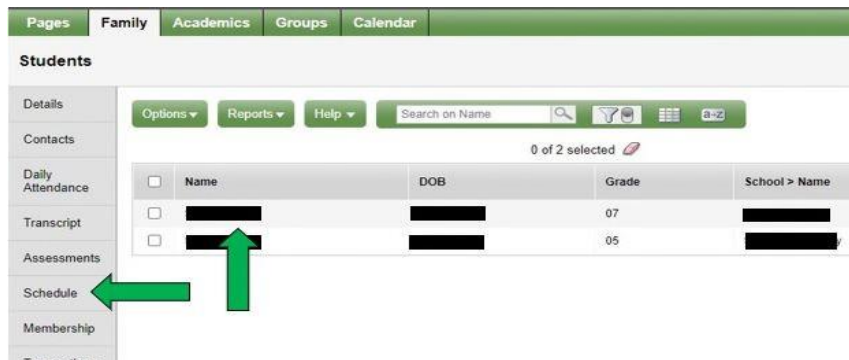 Pages Family Academics Groups Calendar
Students
Details
Contacts
Daily
Attendance
Transcript
Assessments
Schedule
Membership
Options Reports Help Search on Name a-z
0 of 2 selected
Name DOB Grade School > Name
07
05 y